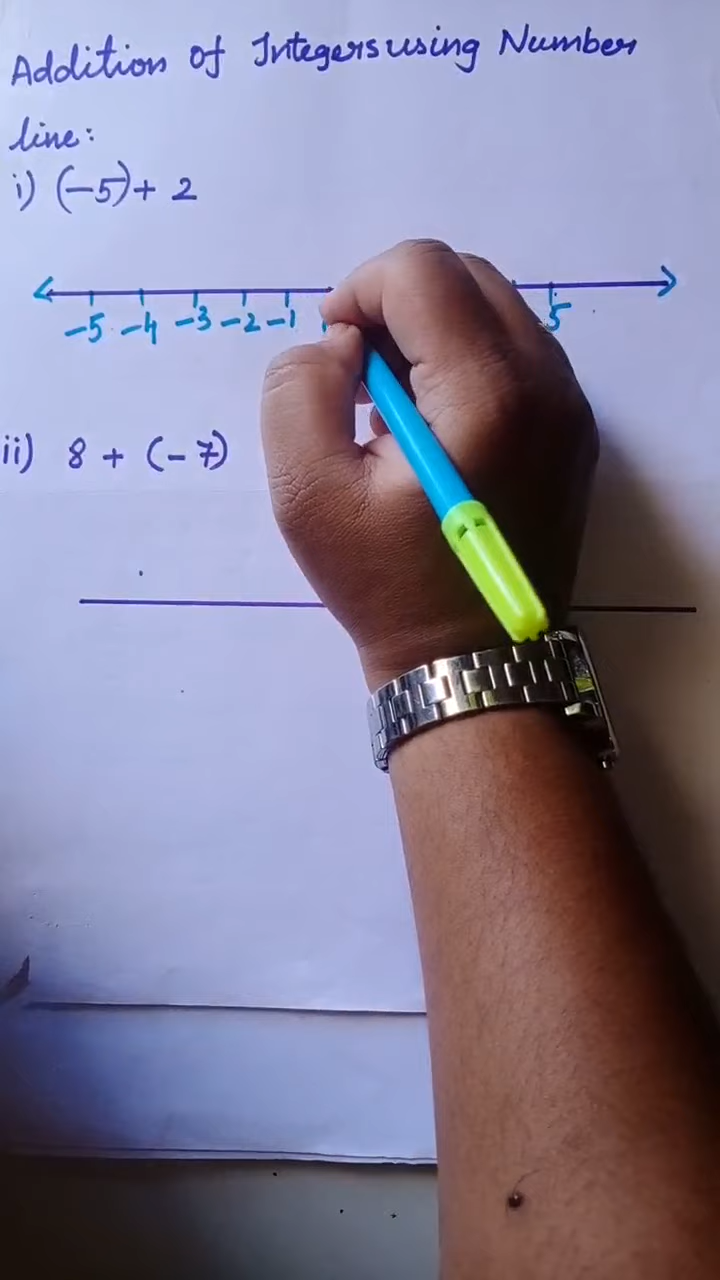 Addition of Integers using Number
line:
i) (-5) + 2
-5 -4 -3 -2 -1 5
ii) 8 + (-7)